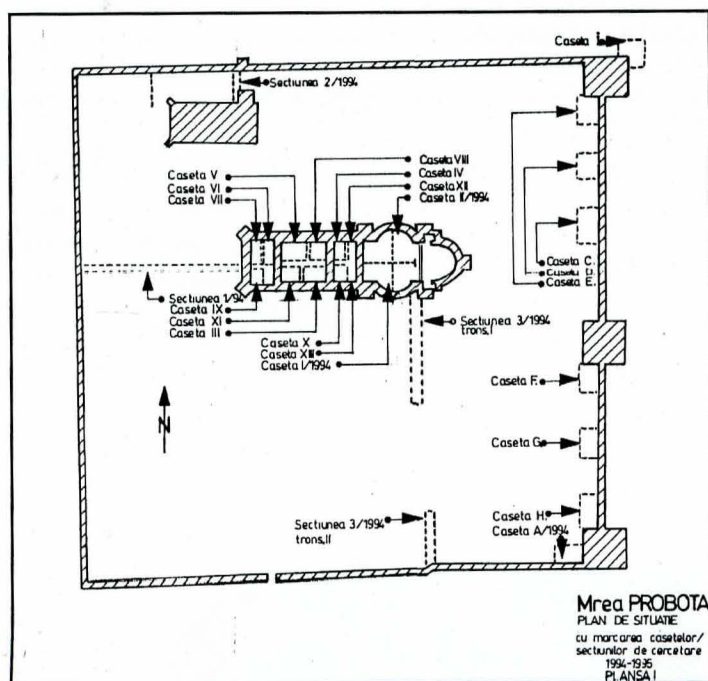 Caseta I
Sectiunea 2/1994
Caseta VIII
Caseta IV
Caseta XII
Caseta II/1994
Caseta V
Caseta VI
Caseta VII
Caseta C.
Caseta D.
Caseta E.
Sectiunea 1/94
Caseta IX
Caseta XI
Caseta III
Caseta X
Caseta XIII
Caseta I/1994
Sectiunea 3/1994
trans,I
N
Caseta F.
Caseta G.
Caseta H.
Caseta A/1994
Sectiunea 3/1994
trans,II
Mrea PROBOTA
PLAN DE SITUATIE
cu marcarea casetelor/
sectiunilor de cercetare
1994-1995
PLANSA I